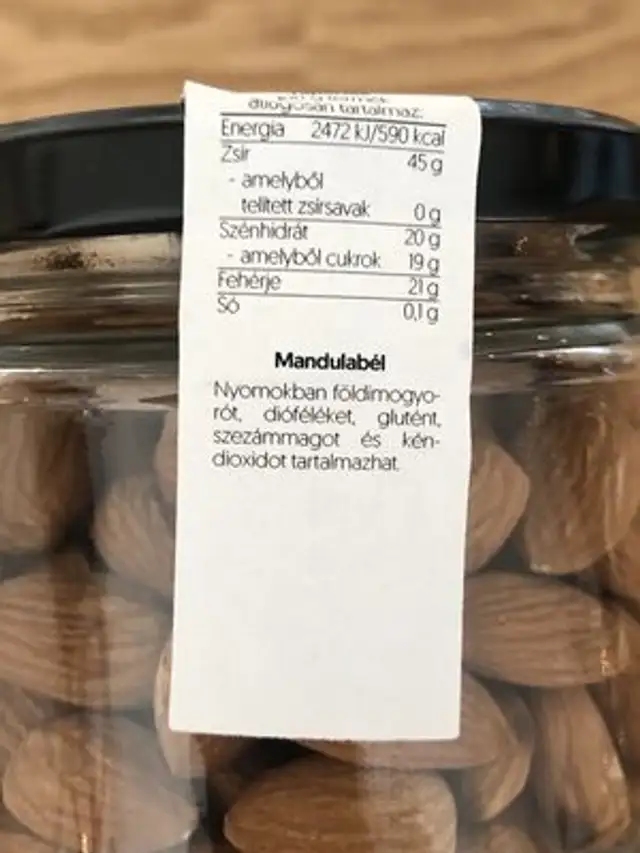 átlagosan tartalmaz:
Energia 2472 kJ/590 kcal
Zsír 45 g
- amelyből
telített zsírsavak 0 g
Szénhidrát 20 g
- amelyből cukrok 19 g
Fehérje 21 g
Só 0,1 g
Mandulabél
Nyomokban földimogyo-
rót, dióféléket, glutént,
szezámmagot és kén-
dioxidot tartalmazhat.